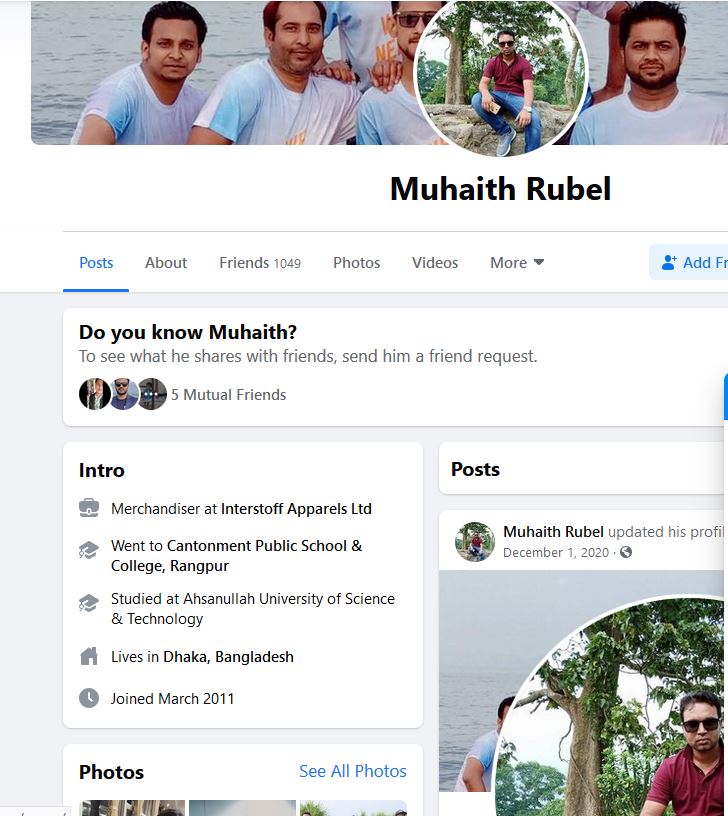 Muhaith Rubel
Posts
About
Friends 1049
Photos
Videos
More
Add Fr
Do you know Muhaith?
To see what he shares with friends, send him a friend request.
5 Mutual Friends
Intro
Merchandiser at Interstoff Apparels Ltd
Went to Cantonment Public School &
College, Rangpur
Studied at Ahsanullah University of Science
& Technology
Lives in Dhaka, Bangladesh
Joined March 2011
Photos
See All Photos
Posts
Muhaith Rubel updated his profil
December 1, 2020 ·